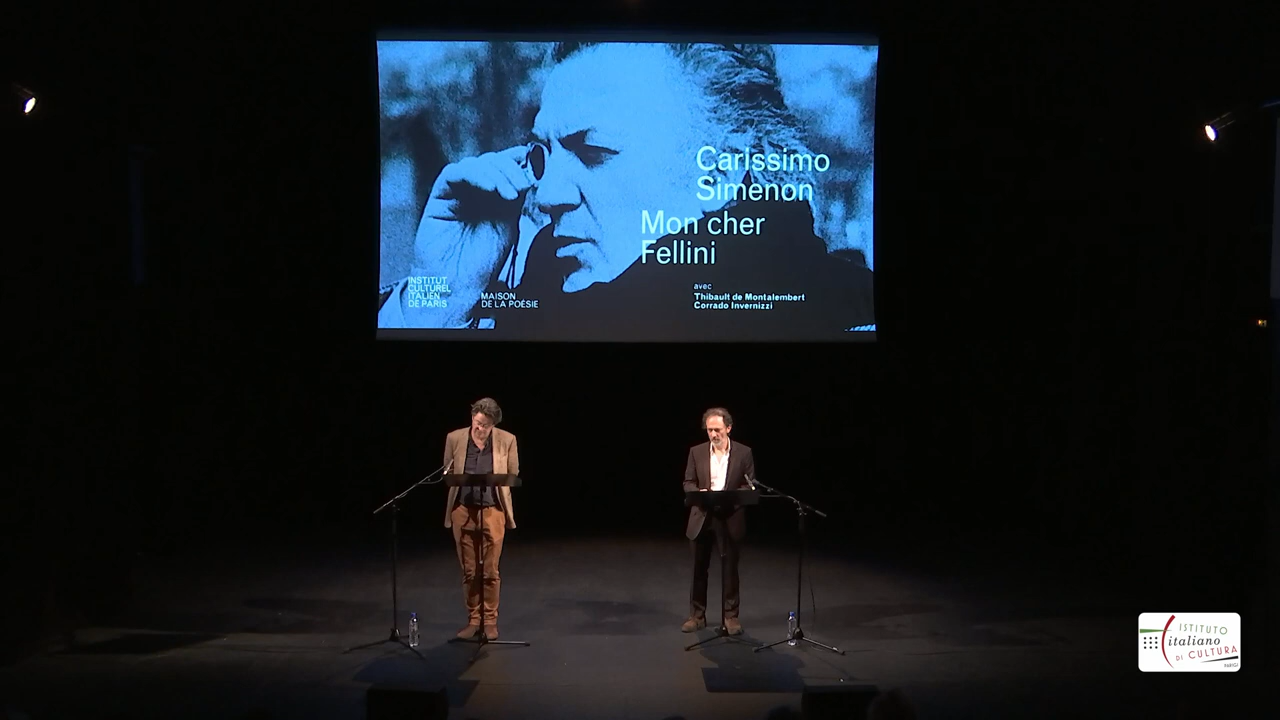 Carissimo
Simenon
Mon cher
Fellini
INSTITUT
CULTUREL
ITALIEN
DE PARIS
MAISON
DE LA POÉSIE
avec
Thibault de Montalembert
Corrado Invernizzi
ISTITUTO
italiano
DI CULTURA
PARIGI